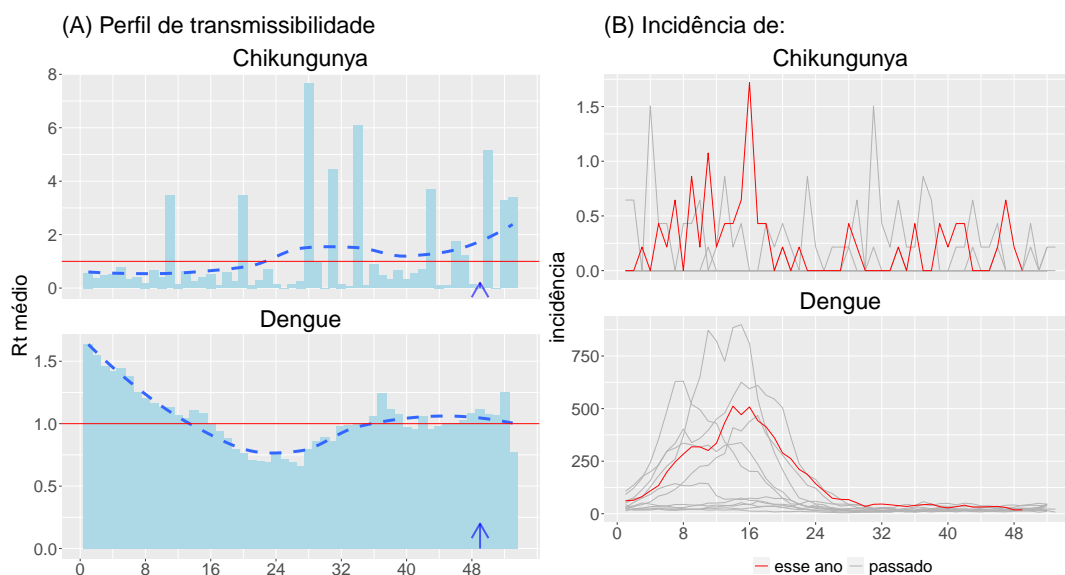 (A) Perfil de transmissibilidade
Chikungunya
8
6
4
2
0
Rt médio
Dengue
1.5
1.0
0.5
0.0
0 8 16 24 32 40 48
(B) Incidência de:
Chikungunya
1.5
1.0
0.5
0.0
incidência
Dengue
750
500
250
0
0 8 16 24 32 40 48
esse ano passado